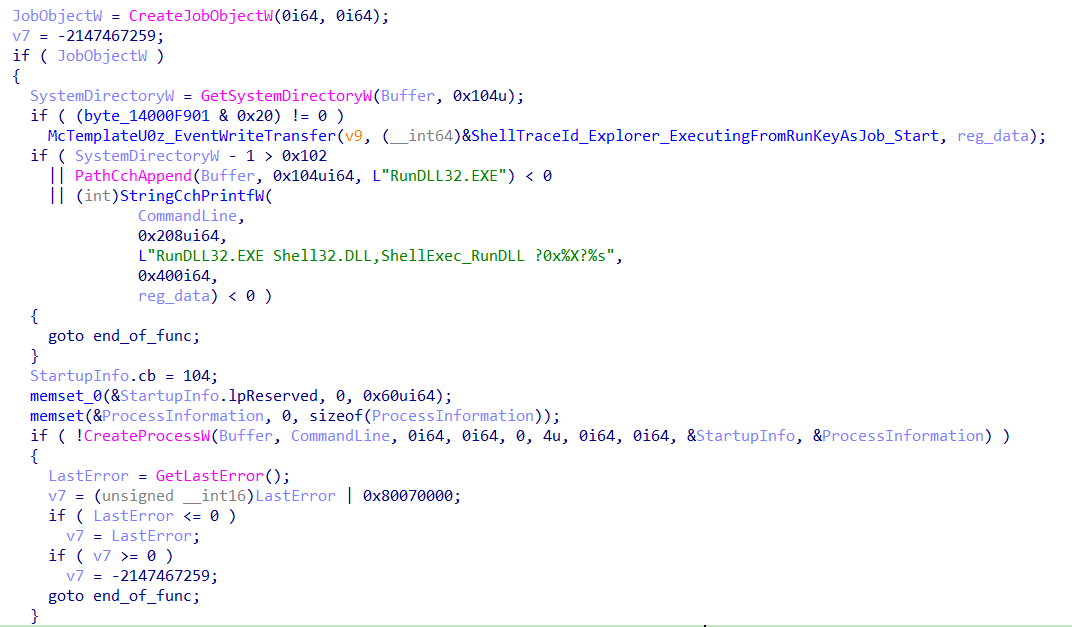 JobObjectW = CreateJobObjectW(0i64, 0i64);
v7 = -2147467259;
if ( JobObjectW )
{
  SystemDirectoryW = GetSystemDirectoryW(Buffer, 0x104u);
  if ( (byte_14000F901 & 0x20) != 0 )
    McTemplateU0z_EventWriteTransfer(v9, (__int64)&ShellTraceId_Explorer_ExecutingFromRunKeyAsJob_Start, reg_data);
  if ( SystemDirectoryW - 1 > 0x102
    || PathCchAppend(Buffer, 0x104ui64, L"RunDLL32.EXE") < 0
    || (int)StringCchPrintfW(
              CommandLine,
              0x208ui64,
              L"RunDLL32.EXE Shell32.DLL,ShellExec_RunDLL ?0x%X?%s",
              0x400i64,
              reg_data) < 0 )
  {
    goto end_of_func;
  }
  StartupInfo.cb = 104;
  memset_0(&StartupInfo.lpReserved, 0, 0x60ui64);
  memset(&ProcessInformation, 0, sizeof(ProcessInformation));
  if ( !CreateProcessW(Buffer, CommandLine, 0i64, 0i64, 0, 4u, 0i64, 0i64, &StartupInfo, &ProcessInformation) )
  {
    LastError = GetLastError();
    v7 = (unsigned __int16)LastError | 0x80070000;
    if ( LastError <= 0 )
      v7 = LastError;
    if ( v7 >= 0 )
      v7 = -2147467259;
    goto end_of_func;
  }